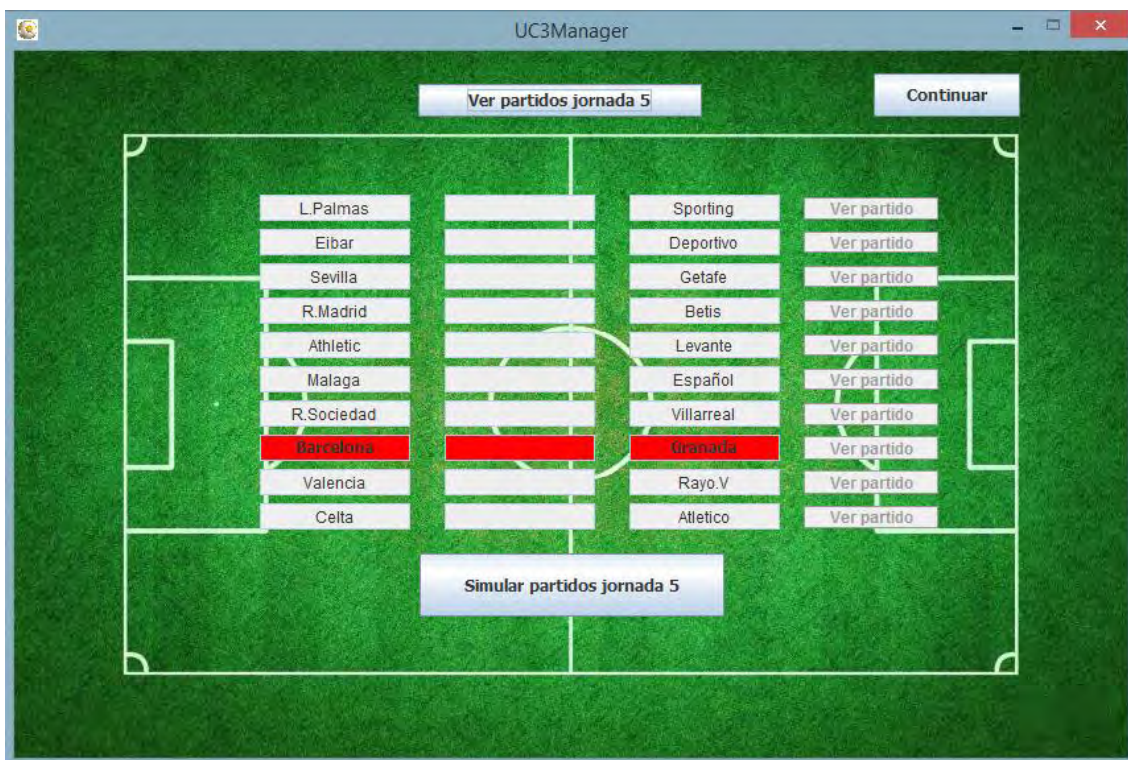 UC3Manager
Ver partidos jornada 5
Continuar
L.Palmas Sporting Ver partido
Eibar Deportivo Ver partido
Sevilla Getafe Ver partido
R.Madrid Betis Ver partido
Athletic Levante Ver partido
Malaga Español Ver partido
R.Sociedad Villarreal Ver partido
Barcelona Granada Ver partido
Valencia Rayo.V Ver partido
Celta Atletico Ver partido
Simular partidos jornada 5